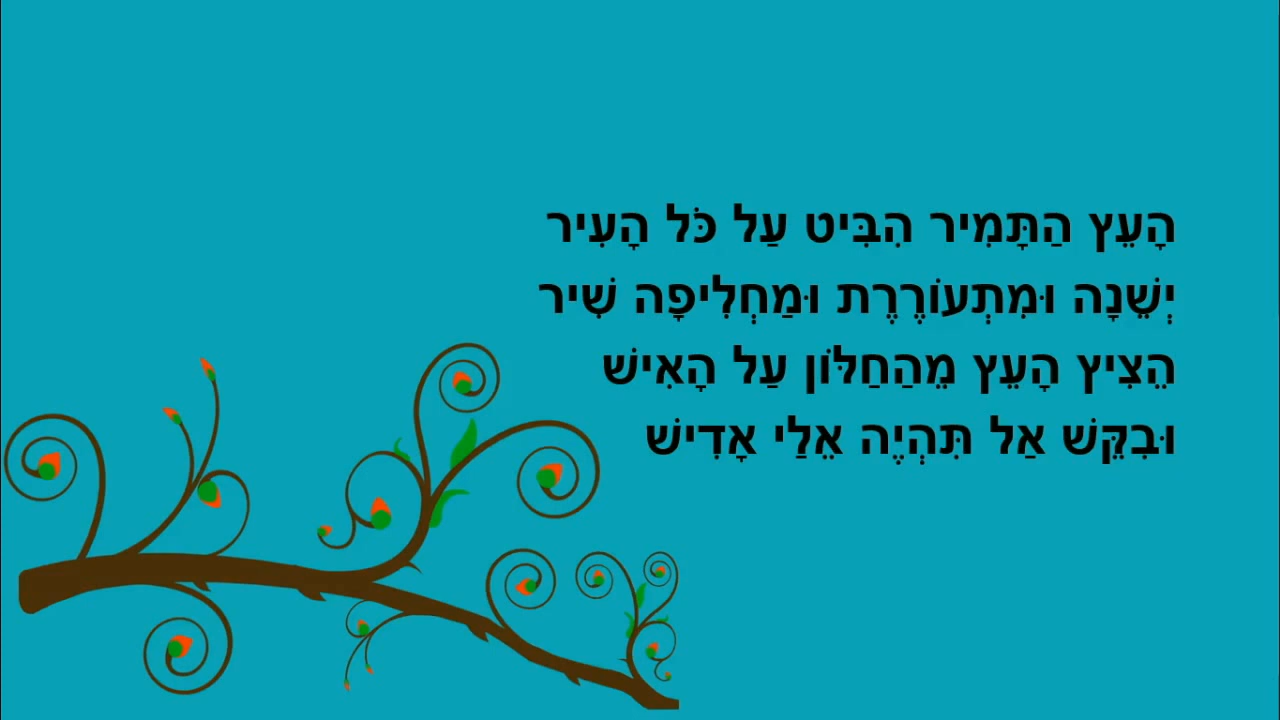 הָעֵץ הַתָּמִיר הִבִּיט עַל כֹּל הָעִיר
יְשֵׁנָה וּמִתְעוֹרֶרֶת וּמַחְלִיפָה שִׁיר
הֵצִיץ הָעֵץ מֵהַחַלּוֹן עַל הָאִישׁ
וּבִקֵּשׁ אַל תִּהְיֶה אֵלַי אָדִישׁ